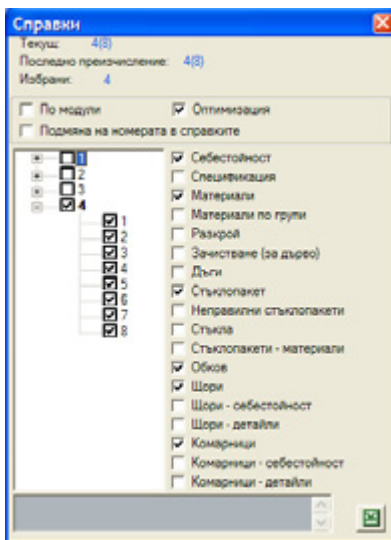 Справки
Текущ: 4(8)
Последно преизчисление: 4(8)
Избрани: 4
По модули Оптимизация
Подмяна на номерата в справките
1
2
3
4
1
2
3
4
5
6
7
8
Себестойност
Спецификация
Материали
Материали по групи
Разкрой
Зачистване (за дърво)
Дъги
Стъклопакет
Неправилни стъклопакети
Стъкла
Стъклопакети - материали
Обков
Щори
Щори - себестойност
Щори - детайли
Комарници
Комарници - себестойност
Комарници - детайли